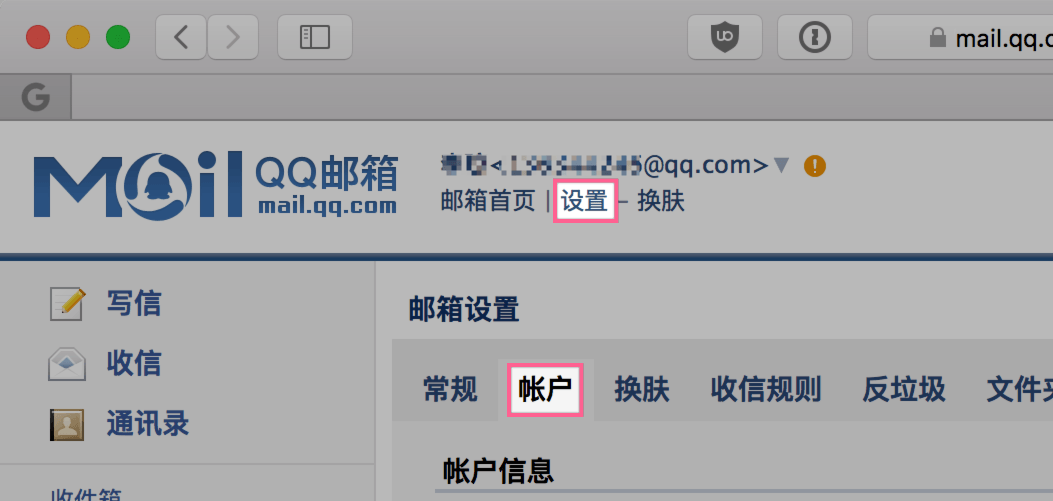 mail.qq.c
Mail QQ邮箱
mail.qq.com
@qq.com>
邮箱首页 | 设置 – 换肤
写信
收信
通讯录
收件箱
邮箱设置
常规 帐户 换肤 收信规则 反垃圾 文件夹
帐户信息